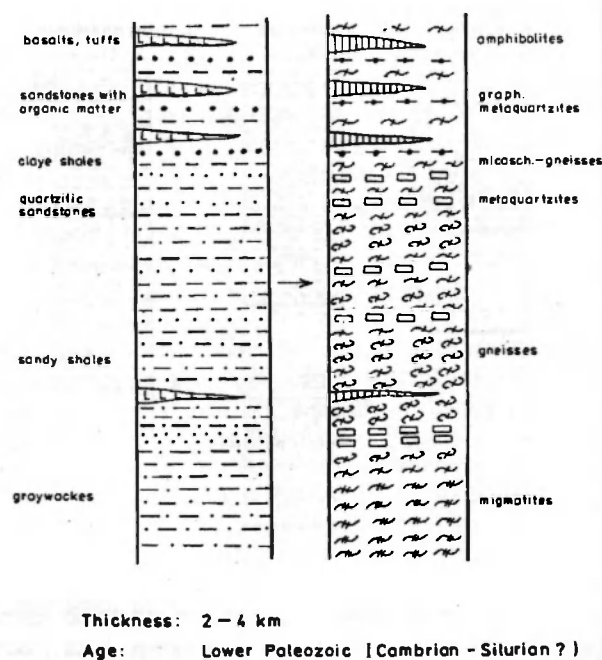 basalts, tuffs
sandstones with
organic matter
claye shales
quartzitic
sandstones
sandy shales
graywackes
amphibolites
graph.
metaquartzites
micasch.-gneisses
metaquartzites
gneisses
migmatites
Thickness: 2 – 4 km
Age: Lower Paleozoic [Cambrian - Silurian ? )